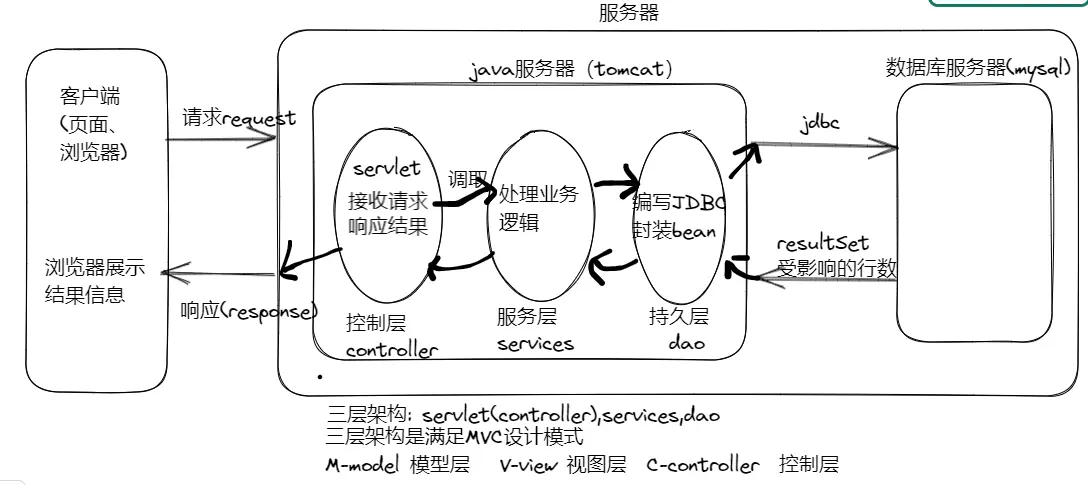 服务器
java服务器（tomcat）
数据库服务器(mysql)
客户端
(页面、
浏览器)
请求request
servlet
接收请求
响应结果
调取
处理业务
逻辑
编写JDBC
封装bean
jdbc
resultSet
受影响的行数
浏览器展示
结果信息
响应(response)
控制层
controller
服务层
services
持久层
dao
三层架构: servlet(controller),services,dao
三层架构是满足MVC设计模式
M-model 模型层 V-view 视图层 C-controller 控制层